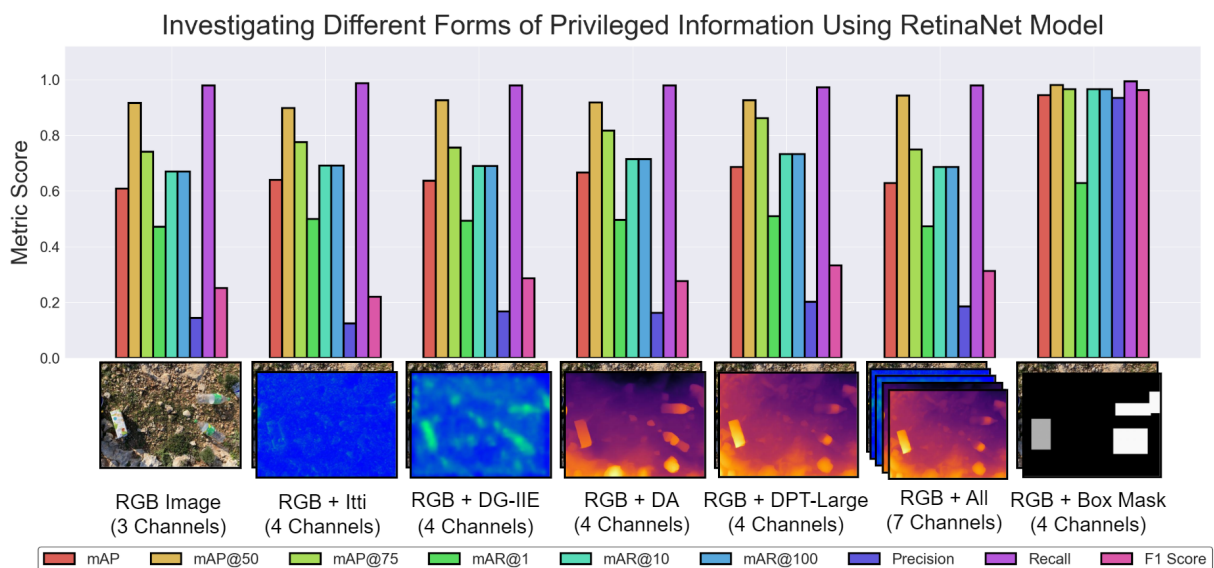 Investigating Different Forms of Privileged Information Using RetinaNet Model
Metric Score
1.0
0.8
0.6
0.4
0.2
0.0
RGB Image
(3 Channels)
RGB + Itti
(4 Channels)
RGB + DG-IIE
(4 Channels)
RGB + DA
(4 Channels)
RGB + DPT-Large
(4 Channels)
RGB + All
(7 Channels)
RGB + Box Mask
(4 Channels)
mAP mAP@50 mAP@75 mAR@1 mAR@10 mAR@100 Precision Recall F1 Score